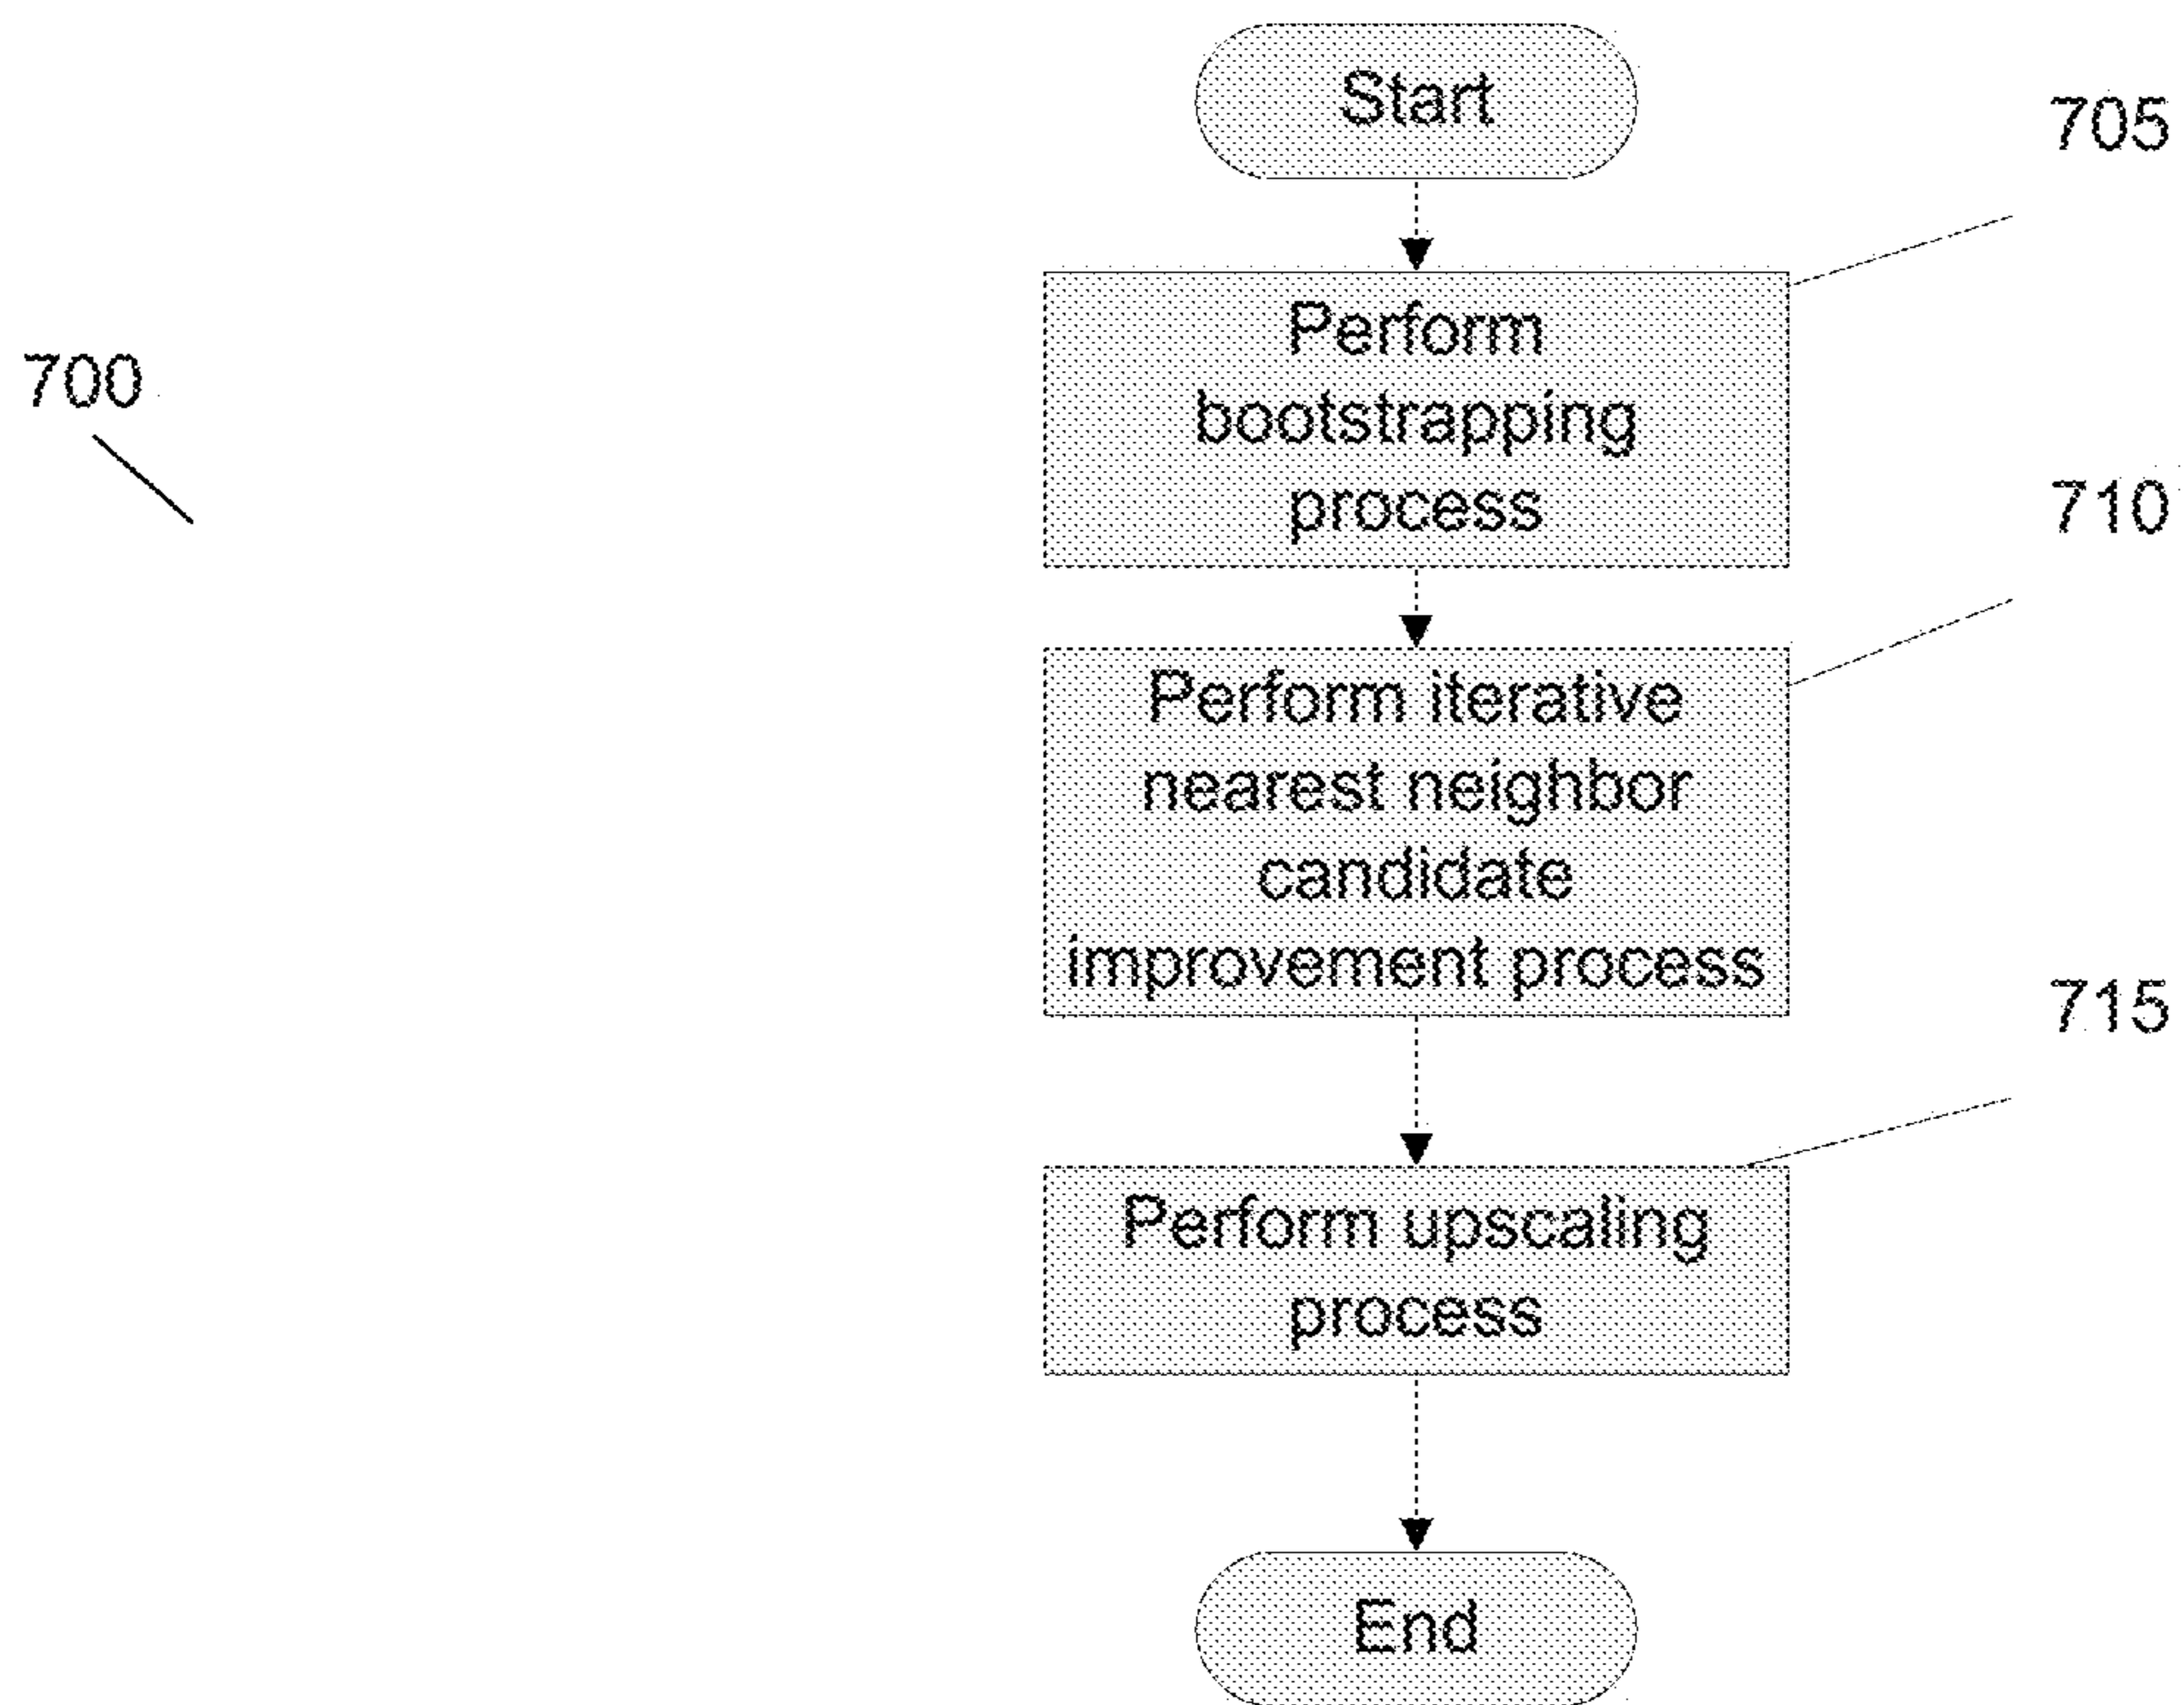 Start
705
Perform
bootstrapping
process
700
710
Perform iterative
nearest neighbor
candidate
improvement process
715
Perform upscaling
process
End